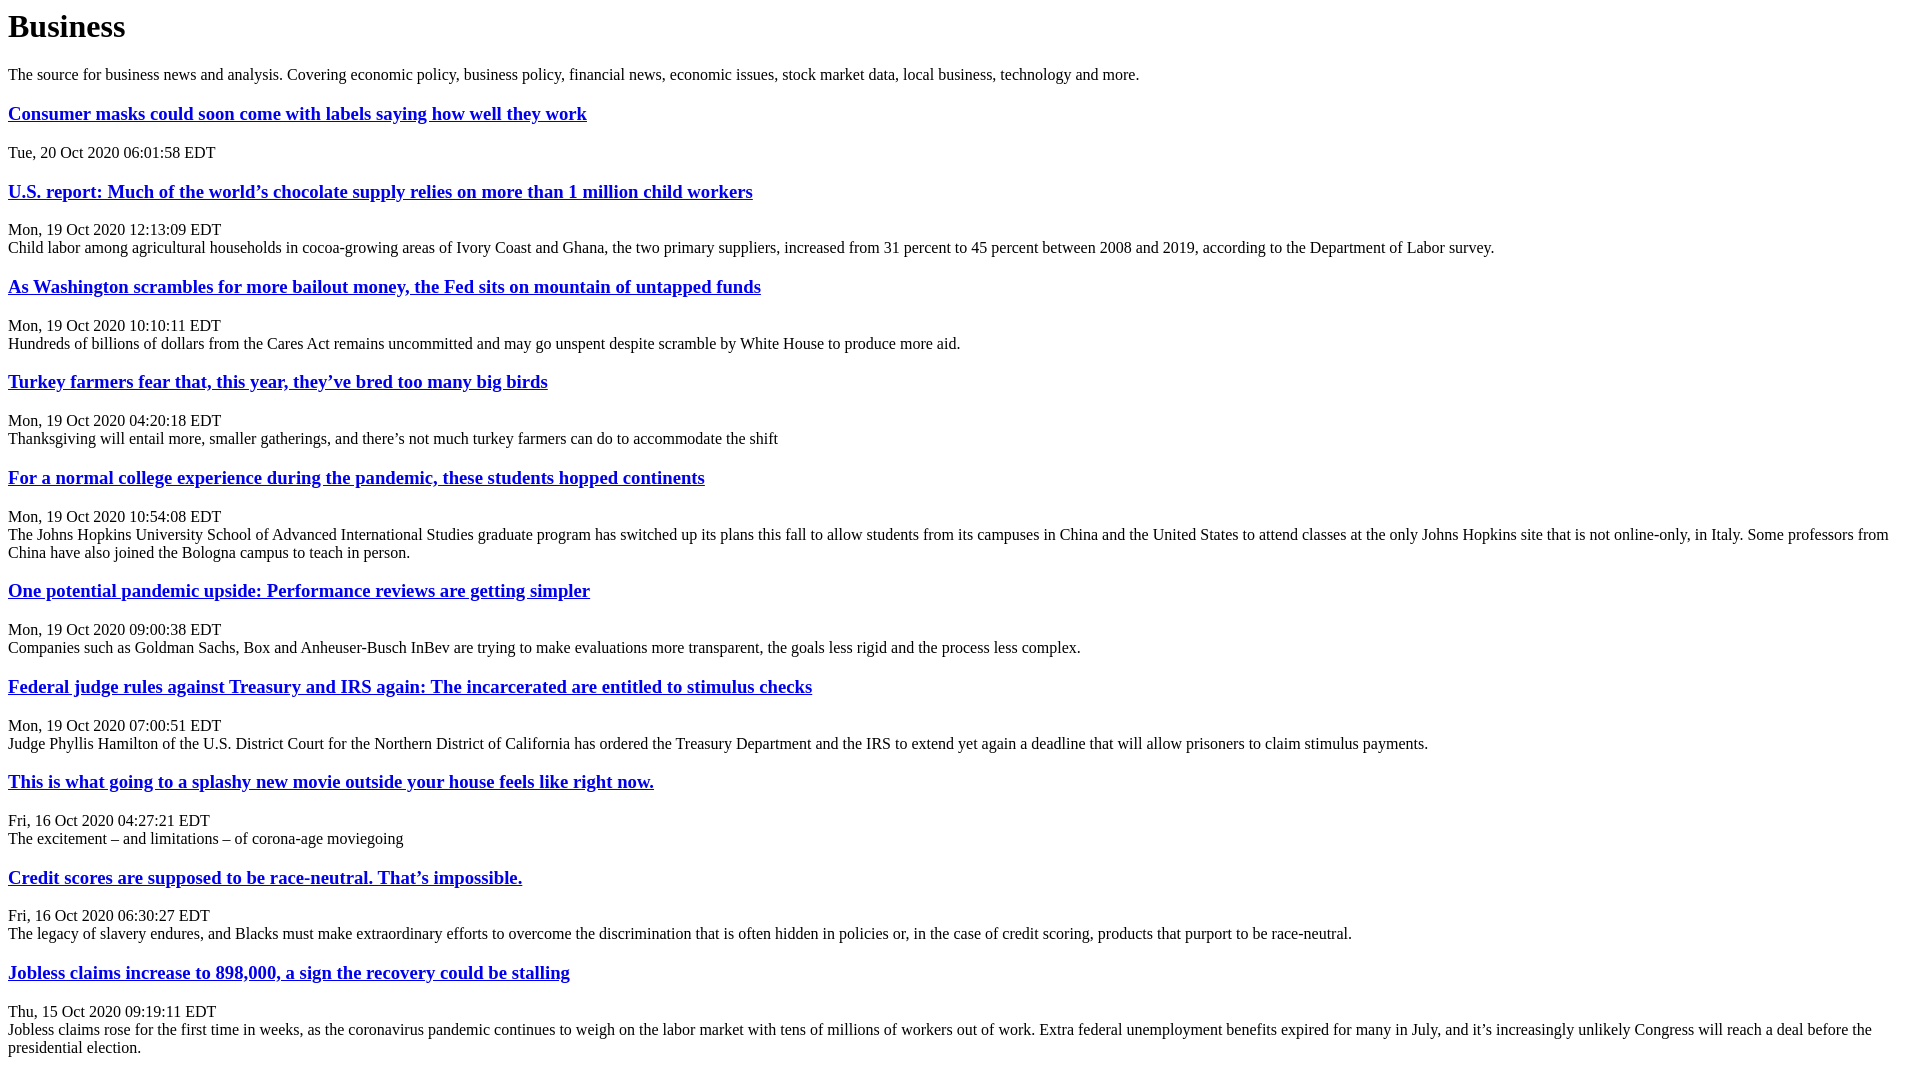 Business
The source for business news and analysis. Covering economic policy, business policy, financial news, economic issues, stock market data, local business, technology and more.
Consumer masks could soon come with labels saying how well they work
Tue, 20 Oct 2020 06:01:58 EDT
U.S. report: Much of the world’s chocolate supply relies on more than 1 million child workers
Mon, 19 Oct 2020 12:13:09 EDT
Child labor among agricultural households in cocoa-growing areas of Ivory Coast and Ghana, the two primary suppliers, increased from 31 percent to 45 percent between 2008 and 2019, according to the Department of Labor survey.
As Washington scrambles for more bailout money, the Fed sits on mountain of untapped funds
Mon, 19 Oct 2020 10:10:11 EDT
Hundreds of billions of dollars from the Cares Act remains uncommitted and may go unspent despite scramble by White House to produce more aid.
Turkey farmers fear that, this year, they’ve bred too many big birds
Mon, 19 Oct 2020 04:20:18 EDT
Thanksgiving will entail more, smaller gatherings, and there’s not much turkey farmers can do to accommodate the shift
For a normal college experience during the pandemic, these students hopped continents
Mon, 19 Oct 2020 10:54:08 EDT
The Johns Hopkins University School of Advanced International Studies graduate program has switched up its plans this fall to allow students from its campuses in China and the United States to attend classes at the only Johns Hopkins site that is not online-only, in Italy. Some professors from
China have also joined the Bologna campus to teach in person.
One potential pandemic upside: Performance reviews are getting simpler
Mon, 19 Oct 2020 09:00:38 EDT
Companies such as Goldman Sachs, Box and Anheuser-Busch InBev are trying to make evaluations more transparent, the goals less rigid and the process less complex.
Federal judge rules against Treasury and IRS again: The incarcerated are entitled to stimulus checks
Mon, 19 Oct 2020 07:00:51 EDT
Judge Phyllis Hamilton of the U.S. District Court for the Northern District of California has ordered the Treasury Department and the IRS to extend yet again a deadline that will allow prisoners to claim stimulus payments.
This is what going to a splashy new movie outside your house feels like right now.
Fri, 16 Oct 2020 04:27:21 EDT
The excitement – and limitations – of corona-age moviegoing
Credit scores are supposed to be race-neutral. That’s impossible.
Fri, 16 Oct 2020 06:30:27 EDT
The legacy of slavery endures, and Blacks must make extraordinary efforts to overcome the discrimination that is often hidden in policies or, in the case of credit scoring, products that purport to be race-neutral.
Jobless claims increase to 898,000, a sign the recovery could be stalling
Thu, 15 Oct 2020 09:19:11 EDT
Jobless claims rose for the first time in weeks, as the coronavirus pandemic continues to weigh on the labor market with tens of millions of workers out of work. Extra federal unemployment benefits expired for many in July, and it’s increasingly unlikely Congress will reach a deal before the
presidential election.